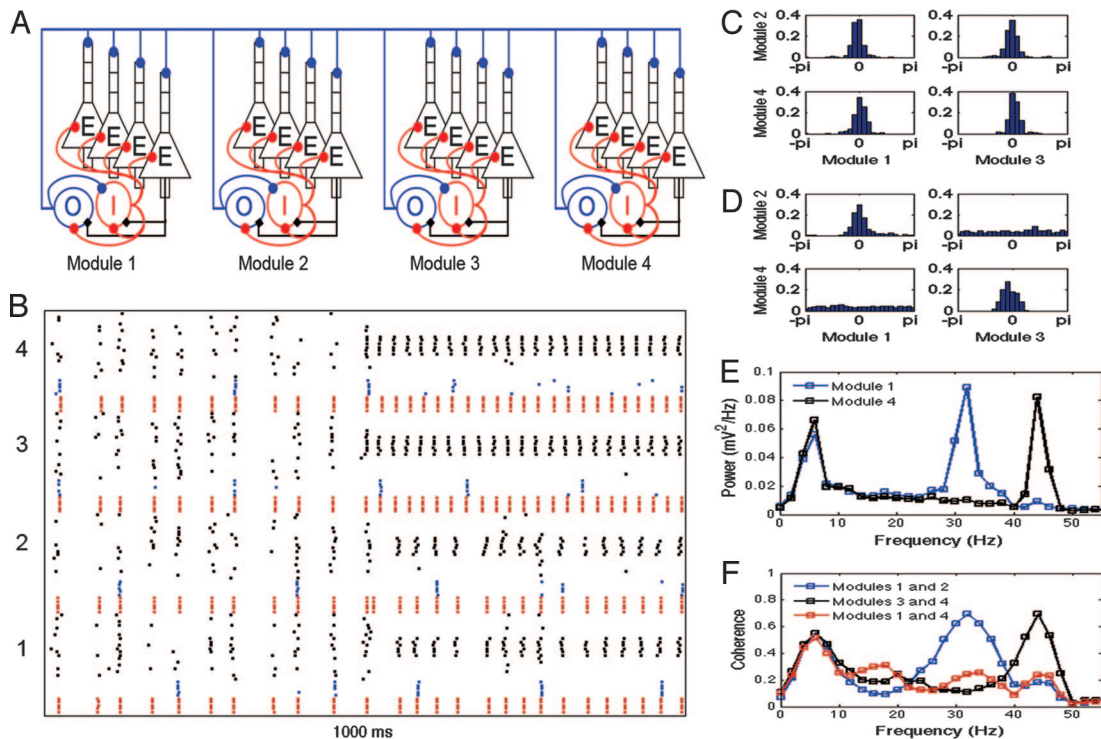 A
E E E E
E E E E
E E E E
E E E E
O I
O I
O I
O I
Module 1
Module 2
Module 3
Module 4
B
4
3
2
1
1000 ms
C
Module 2
0.4
0.2
0
-pi 0 pi
0.4
0.2
0
-pi 0 pi
Module 4
0.4
0.2
0
-pi 0 pi
Module 1
0.4
0.2
0
-pi 0 pi
Module 3
D
Module 2
0.4
0.2
0
-pi 0 pi
0.4
0.2
0
-pi 0 pi
Module 4
0.4
0.2
0
-pi 0 pi
Module 1
0.4
0.2
0
-pi 0 pi
Module 3
E
Power (mV²/Hz)
0.1
0.08
0.06
0.04
0.02
0
Module 1
Module 4
0 10 20 30 40 50
Frequency (Hz)
F
Coherence
1
0.8
0.6
0.4
0.2
0
Modules 1 and 2
Modules 3 and 4
Modules 1 and 4
0 10 20 30 40 50
Frequency (Hz)